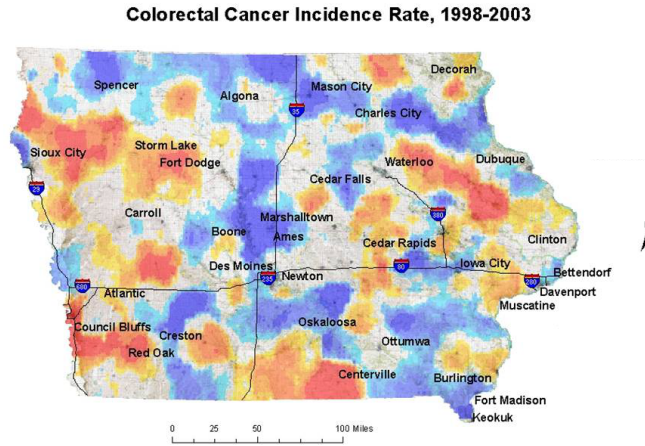 Colorectal Cancer Incidence Rate, 1998-2003
Decorah
Spencer
Mason City
Algona
35
Charles City
Storm Lake
Sioux City
Fort Dodge
Waterloo
Dubuque
Cedar Falls
29
Carroll
Marshalltown
380
Boone
Ames
Clinton
Cedar Rapids
Des Moines
80
Iowa City
Newton
Bettendorf
680
235
280
Atlantic
Davenport
Muscatine
Oskaloosa
Council Bluffs
Creston
Ottumwa
Red Oak
Centerville
Burlington
Fort Madison
Keokuk
0 25 50 100 Miles